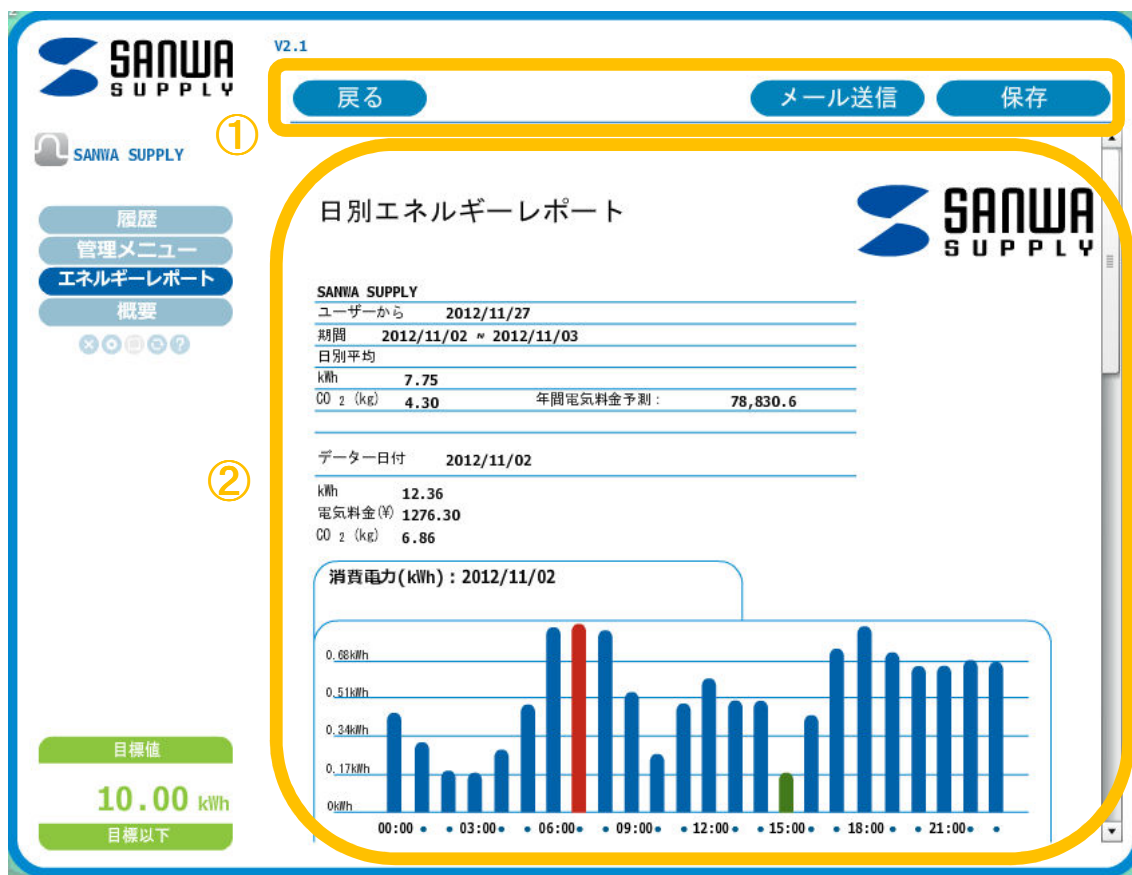 SANWA
SUPPLY
V2.1
戻る
メール送信
保存
①
SANWA SUPPLY
履歴
管理メニュー
エネルギーレポート
概要
日別エネルギーレポート
SANWA
SUPPLY
SANWA SUPPLY
ユーザーから 2012/11/27
期間 2012/11/02 ~ 2012/11/03
日別平均
kWh 7.75
CO 2 (kg) 4.30 年間電気料金予測: 78,830.6
②
データー日付 2012/11/02
kWh 12.36
電気料金(¥) 1276.30
CO 2 (kg) 6.86
消費電力(kWh) : 2012/11/02
0.68kWh
0.51kWh
0.34kWh
0.17kWh
0kWh
00:00 • • 03:00 • • 06:00 • • 09:00 • • 12:00 • • 15:00 • • 18:00 • • 21:00 • •
目標値
10.00 kWh
目標以下